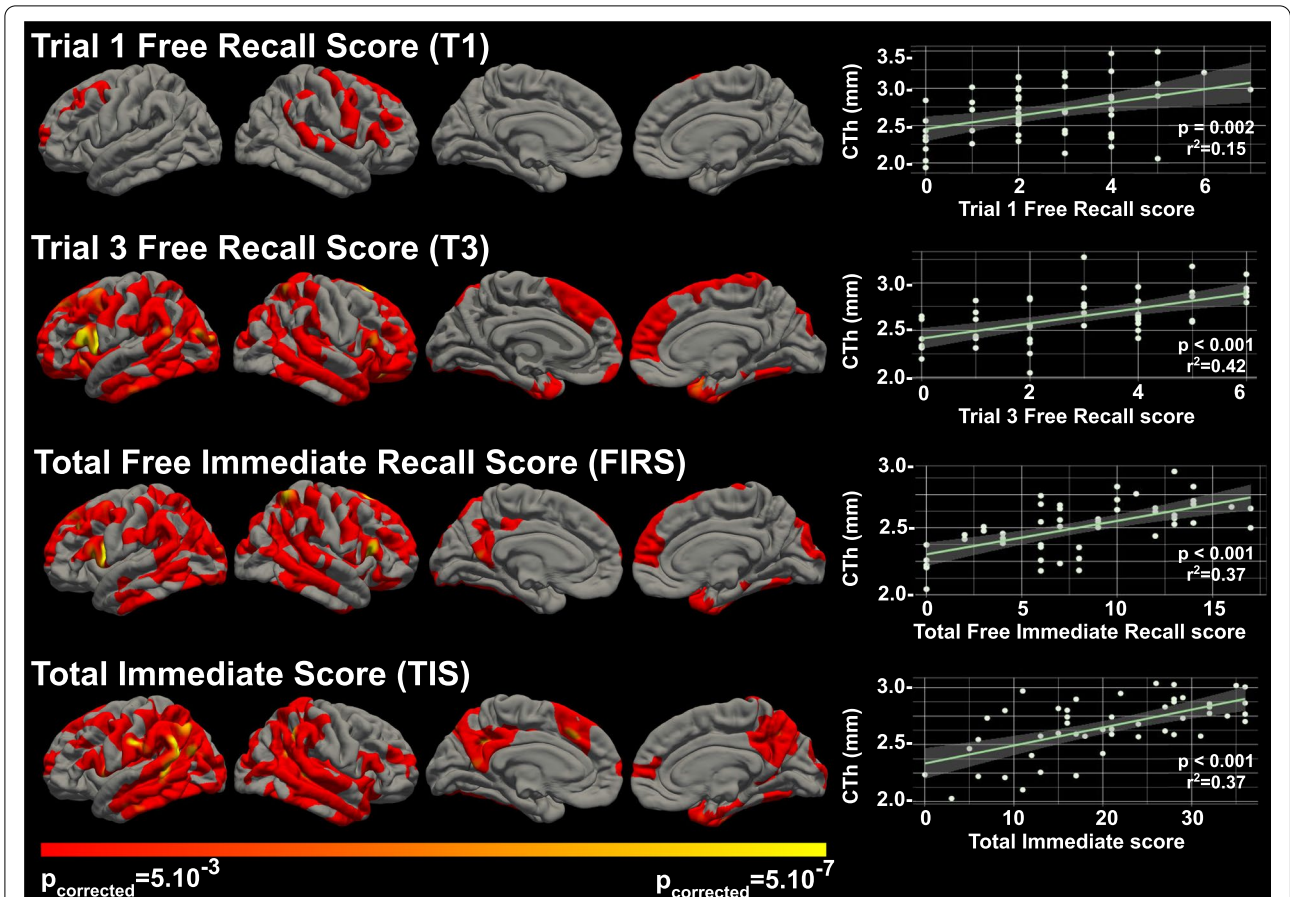 Trial 1 Free Recall Score (T1)
CTh (mm)
3.5-
3.0-
2.5-
2.0-
p = 0.002
r²=0.15
0 2 4 6
Trial 1 Free Recall score
Trial 3 Free Recall Score (T3)
CTh (mm)
3.0-
2.5-
2.0-
p < 0.001
r²=0.42
0 2 4 6
Trial 3 Free Recall score
Total Free Immediate Recall Score (FIRS)
CTh (mm)
3.0-
2.5-
2.0-
p < 0.001
r²=0.37
0 5 10 15
Total Free Immediate Recall score
Total Immediate Score (TIS)
CTh (mm)
3.0-
2.5-
2.0-
p < 0.001
r²=0.37
0 10 20 30
Total Immediate score
p_corrected=5.10⁻³
p_corrected=5.10⁻⁷